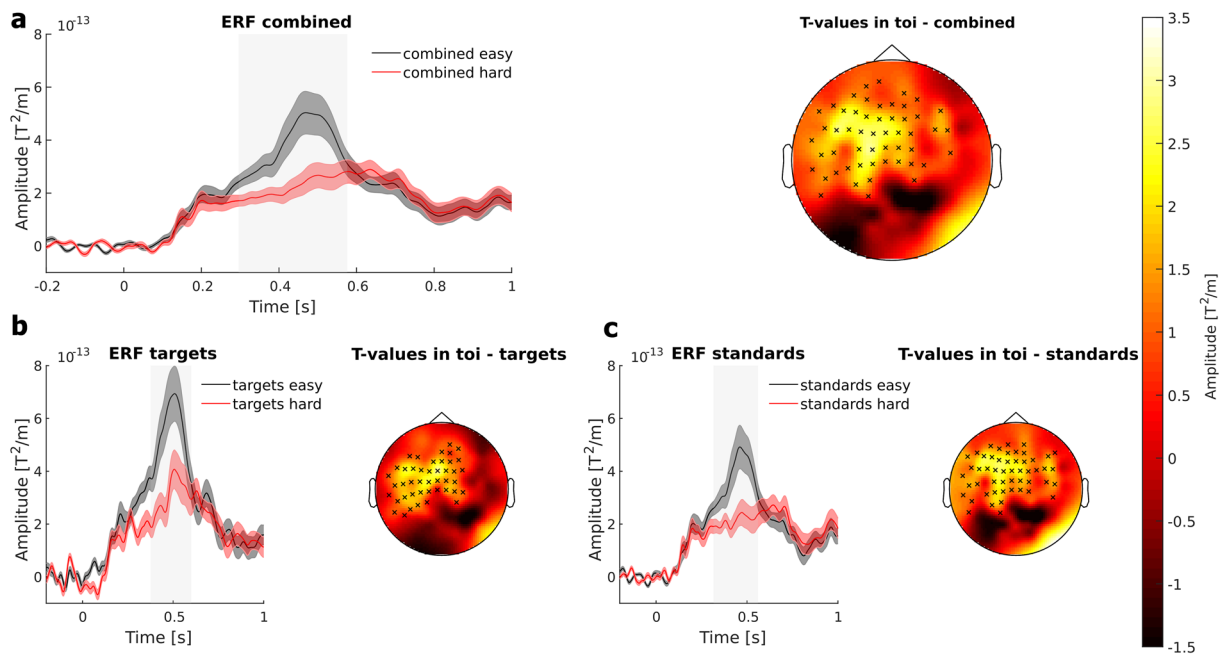 a
ERF combined
8 ×10⁻¹³
combined easy
combined hard
6
4
2
0
Amplitude [T²/m]
-0.2 0 0.2 0.4 0.6 0.8 1
Time [s]
T-values in toi - combined
b
ERF targets
8 ×10⁻¹³
targets easy
targets hard
6
4
2
0
Amplitude [T²/m]
0 0.5 1
Time [s]
T-values in toi - targets
c
ERF standards
8 ×10⁻¹³
standards easy
standards hard
6
4
2
0
Amplitude [T²/m]
0 0.5 1
Time [s]
T-values in toi - standards
3.5
3
2.5
2
1.5
1
0.5
0
-0.5
-1
-1.5
Amplitude [T²/m]